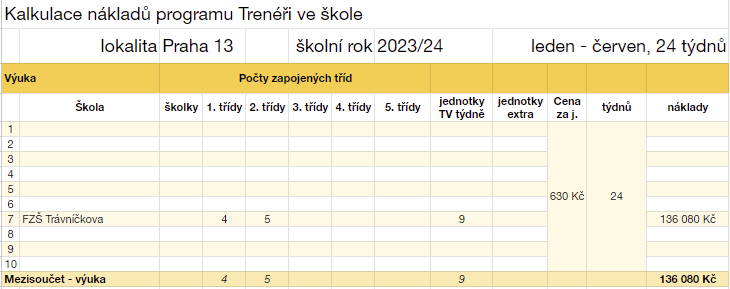 Kalkulace nákladů programu Trenéři ve škole
lokalita Praha 13 školní rok 2023/24 leden - červen, 24 týdnů
Výuka Počty zapojených tříd
Škola školky 1. třídy 2. třídy 3. třídy 4. třídy 5. třídy jednotky TV týdně jednotky extra Cena za j. týdnů náklady
1
2
3
4
5
6
630 Kč 24
7 FZŠ Trávníčkova 4 5 9 136 080 Kč
8
9
10
Mezisoučet - výuka 4 5 9 136 080 Kč